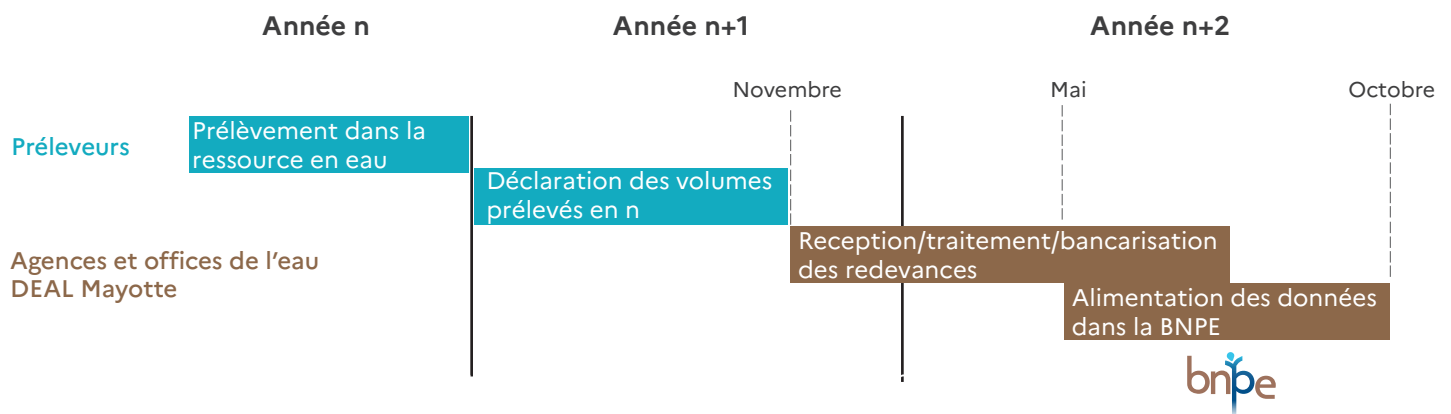 Année n
Année n+1
Année n+2
Novembre
Mai
Octobre
Préleveurs
Prélèvement dans la
ressource en eau
Déclaration des volumes
prélevés en n
Agences et offices de l'eau
DEAL Mayotte
Reception/traitement/bancarisation
des redevances
Alimentation des données
dans la BNPE
bnpe